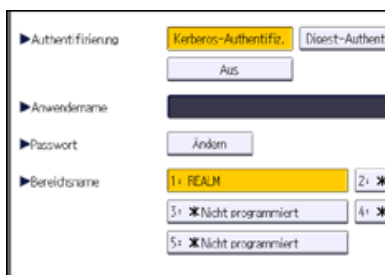 ▶Authentifizierung Kerberos-Authentifiz. Digest-Authent
Aus
▶Anwendername
▶Passwort Ändern
▶Bereichsname 1: REALM 2: ✱
3: ✱Nicht programmiert 4: ✱
5: ✱Nicht programmiert